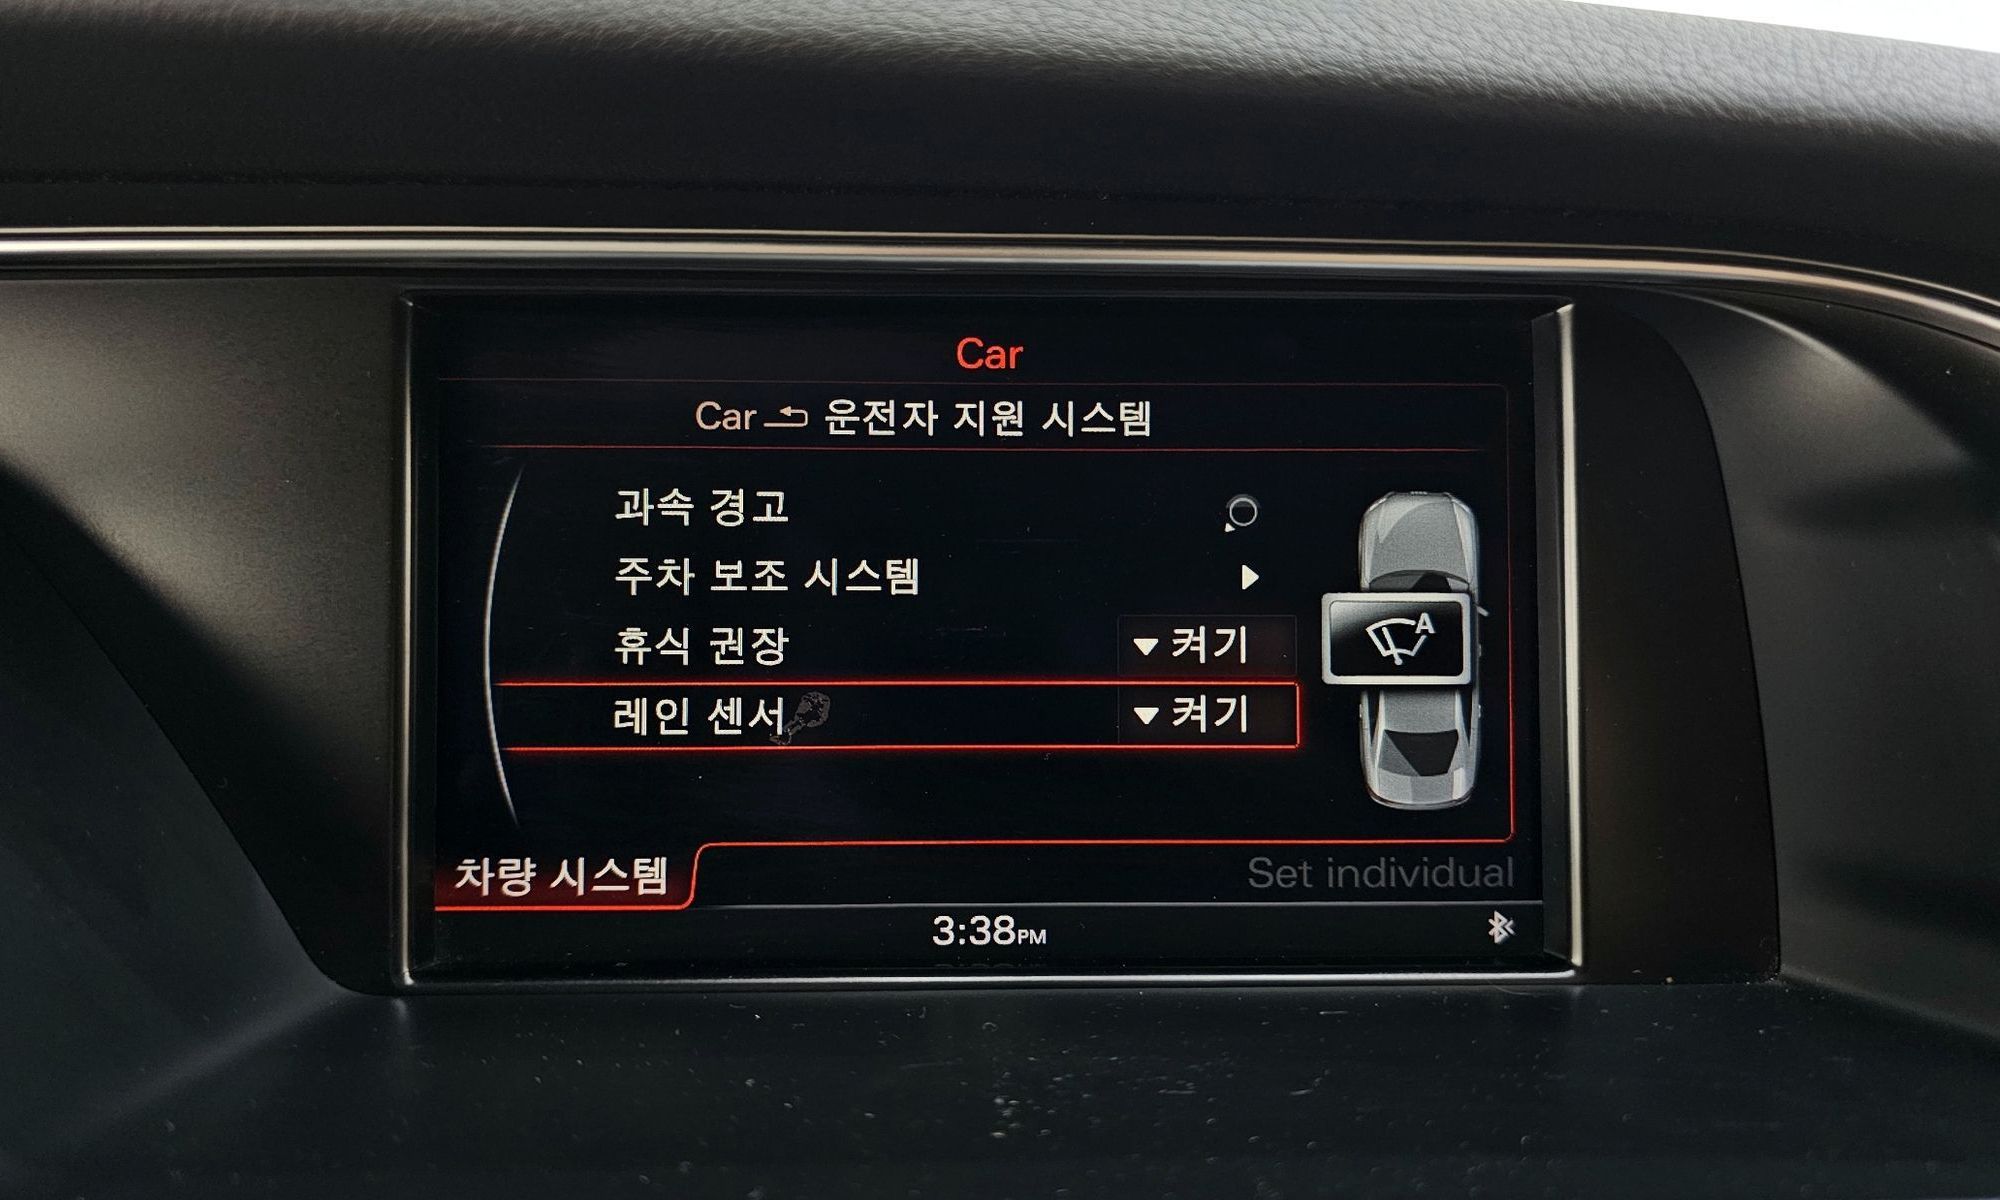 Car
Car 운전자 지원 시스템
과속 경고
주차 보조 시스템
휴식 권장 켜기
레인 센서 켜기
A
차량 시스템 Set individual
3:38PM